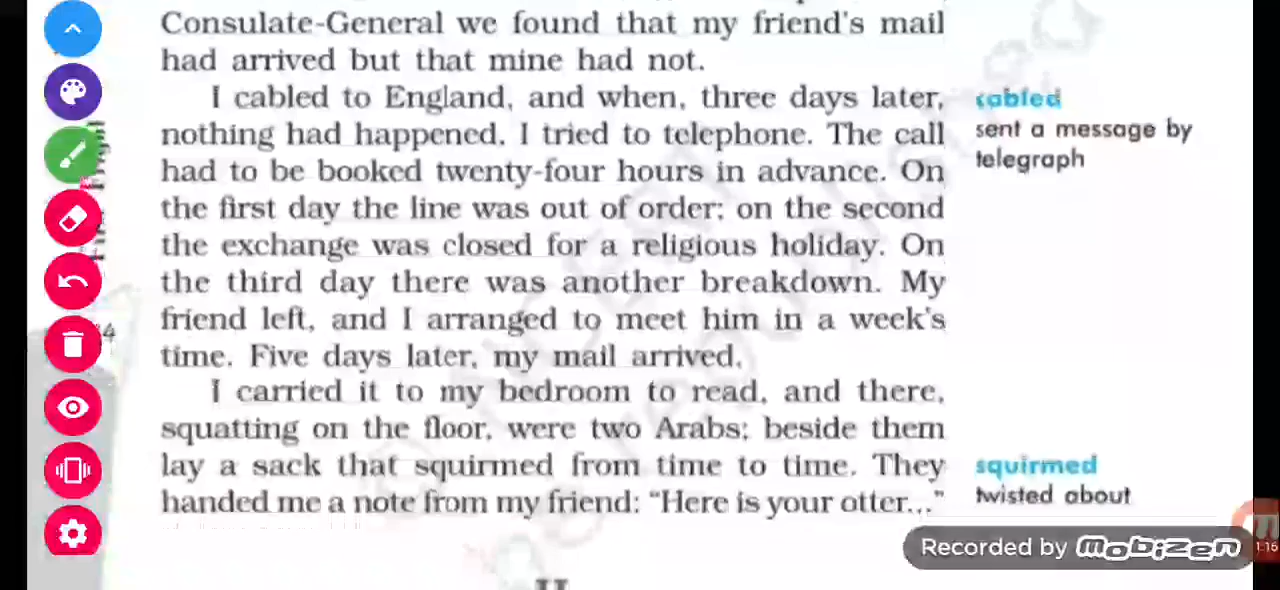 Consulate-General we found that my friend's mail
had arrived but that mine had not.
I cabled to England, and when, three days later,
nothing had happened, I tried to telephone. The call
had to be booked twenty-four hours in advance. On
the first day the line was out of order; on the second
the exchange was closed for a religious holiday. On
the third day there was another breakdown. My
friend left, and I arranged to meet him in a week's
time. Five days later, my mail arrived.
I carried it to my bedroom to read, and there,
squatting on the floor, were two Arabs; beside them
lay a sack that squirmed from time to time. They
handed me a note from my friend: “Here is your otter...”
cabled
sent a message by
telegraph
squirmed
twisted about
4
II
Recorded by MOBIZEN
1:16